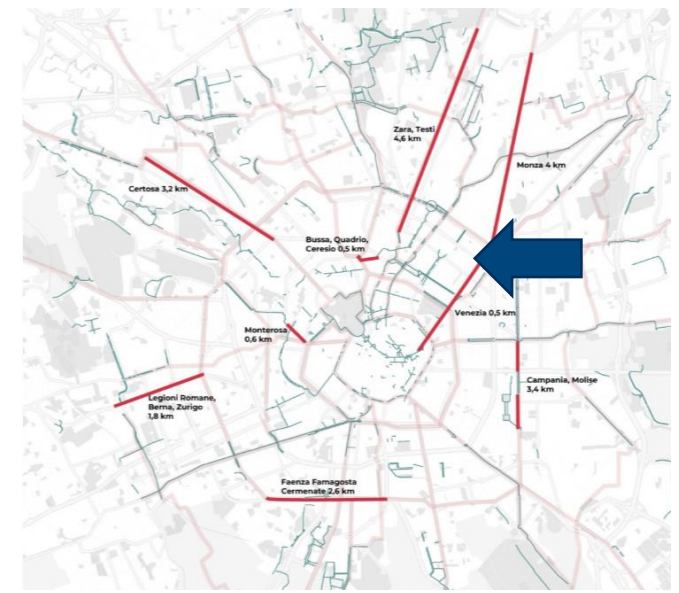 Zara, Testi
4,6 km
Monza 4 km
Certosa 3,2 km
Bussa, Quadrio,
Ceresio 0,5 km
Venezia 0,5 km
Monterosa
0,6 km
Campania, Molise
3,4 km
Legioni Romane,
Berna, Zurigo
1,8 km
Faenza Famagosta
Cermenate 2,6 km